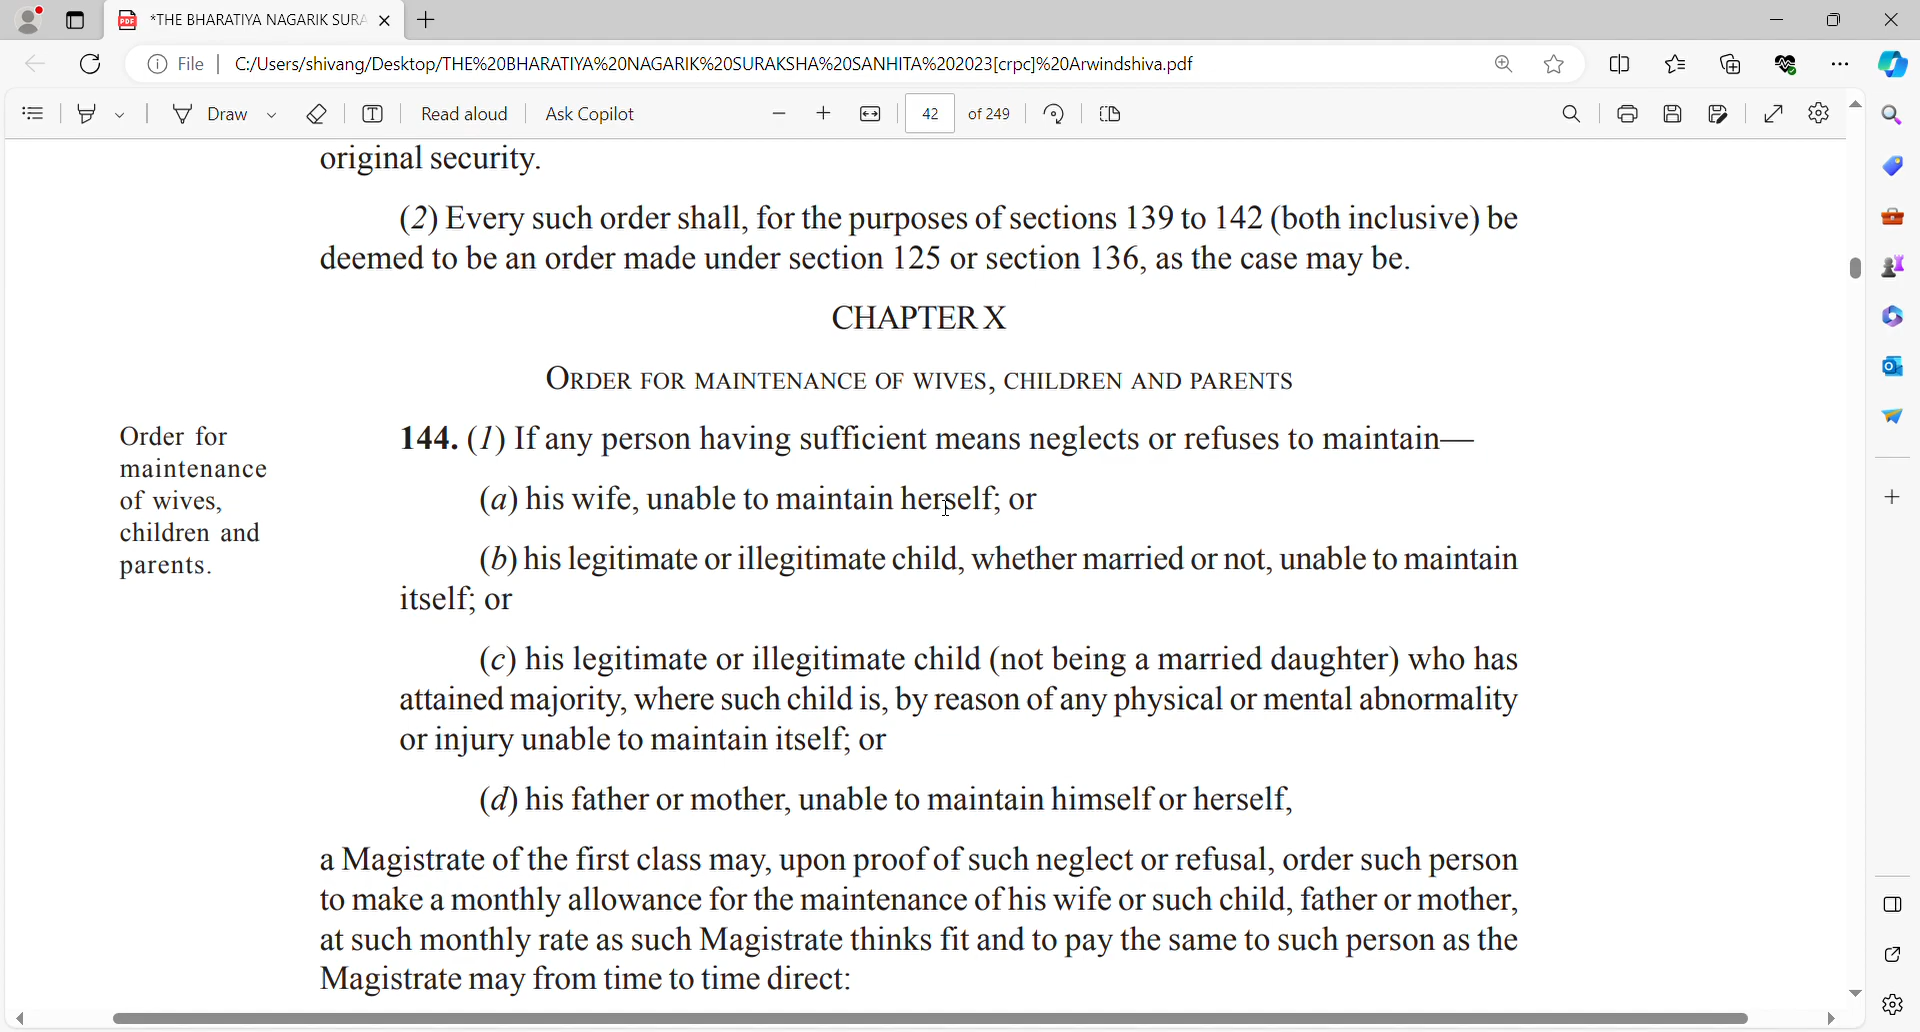 *THE BHARATIYA NAGARIK SURA
File
C:/Users/shivang/Desktop/THE%20BHARATIYA%20NAGARIK%20SURAKSHA%20SANHITA%202023[crpc]%20Arwindshiva.pdf
Draw
Read aloud
Ask Copilot
42 of 249
original security.
(2) Every such order shall, for the purposes of sections 139 to 142 (both inclusive) be
deemed to be an order made under section 125 or section 136, as the case may be.
CHAPTER X
ORDER FOR MAINTENANCE OF WIVES, CHILDREN AND PARENTS
Order for
maintenance
of wives,
children and
parents.
144. (1) If any person having sufficient means neglects or refuses to maintain—
(a) his wife, unable to maintain herself; or
(b) his legitimate or illegitimate child, whether married or not, unable to maintain
itself; or
(c) his legitimate or illegitimate child (not being a married daughter) who has
attained majority, where such child is, by reason of any physical or mental abnormality
or injury unable to maintain itself; or
(d) his father or mother, unable to maintain himself or herself,
a Magistrate of the first class may, upon proof of such neglect or refusal, order such person
to make a monthly allowance for the maintenance of his wife or such child, father or mother,
at such monthly rate as such Magistrate thinks fit and to pay the same to such person as the
Magistrate may from time to time direct: